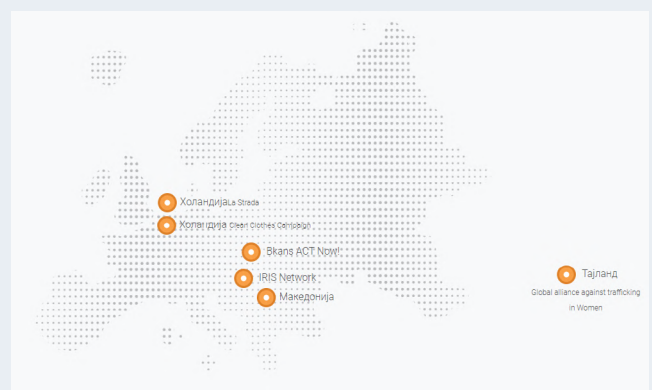 ХоландијаLa Strada
Холандија Clean Clothes Campaign
Bkans ACT Now!
IRIS Network
Македонија
Тајланд
Global alliance against trafficking
in Women